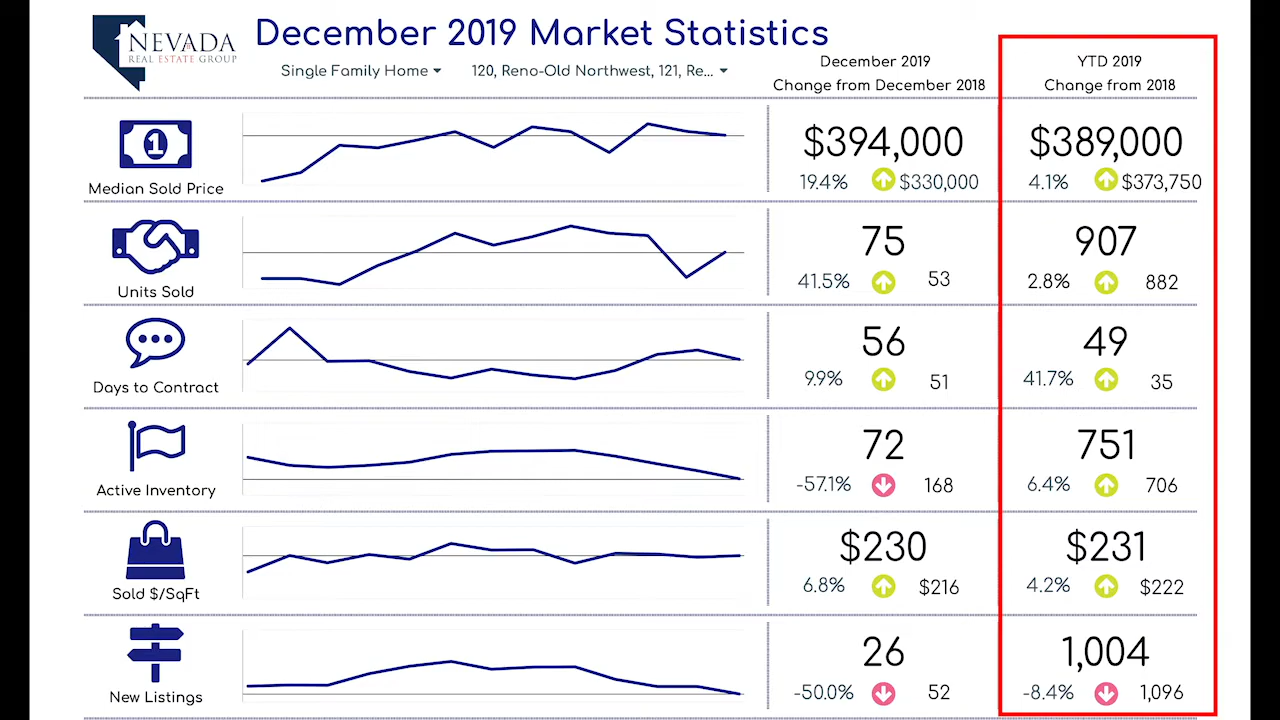 NEVADA
REAL ESTATE GROUP
December 2019 Market Statistics
Single Family Home
120, Reno-Old Northwest, 121, Re...
December 2019
Change from December 2018
YTD 2019
Change from 2018
1
Median Sold Price
$394,000
19.4% $330,000
$389,000
4.1% $373,750
Units Sold
75
41.5% 53
907
2.8% 882
Days to Contract
56
9.9% 51
49
41.7% 35
Active Inventory
72
-57.1% 168
751
6.4% 706
Sold $/SqFt
$230
6.8% $216
$231
4.2% $222
New Listings
26
-50.0% 52
1,004
-8.4% 1,096